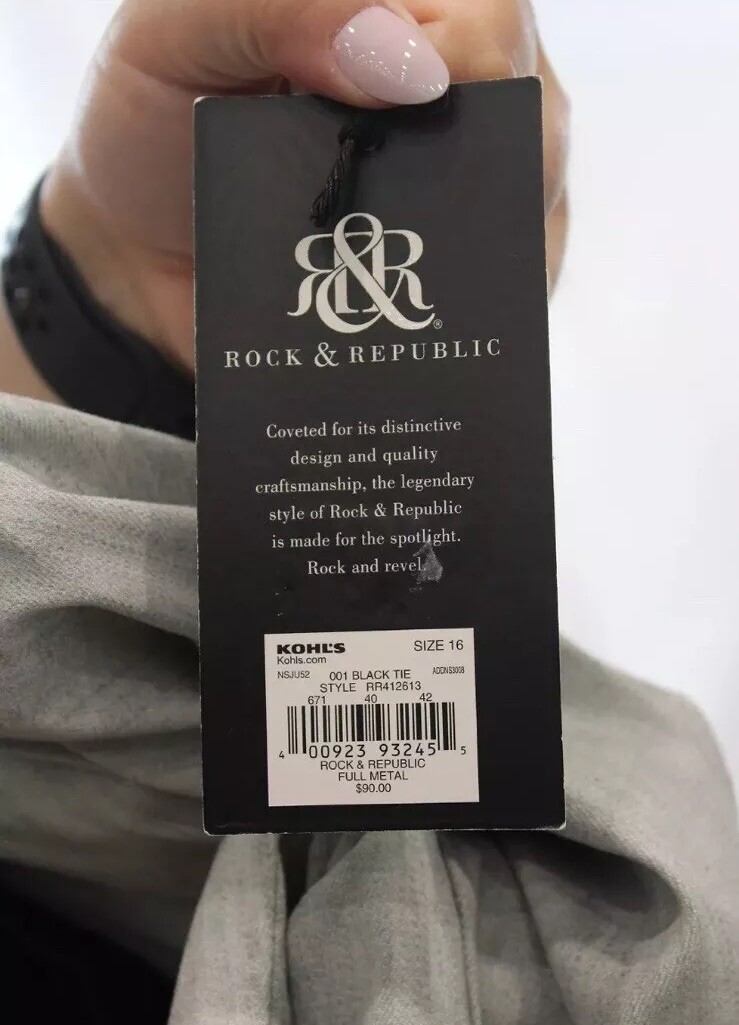 R&R®
ROCK & REPUBLIC
Coveted for its distinctive
design and quality
craftsmanship, the legendary
style of Rock & Republic
is made for the spotlight.
Rock and revel.
KOHL'S SIZE 16
Kohls.com
NSJU52 001 BLACK TIE ADDNS3008
STYLE RR412613
671 40 42
4 00923 93245 5
ROCK & REPUBLIC
FULL METAL
$90.00